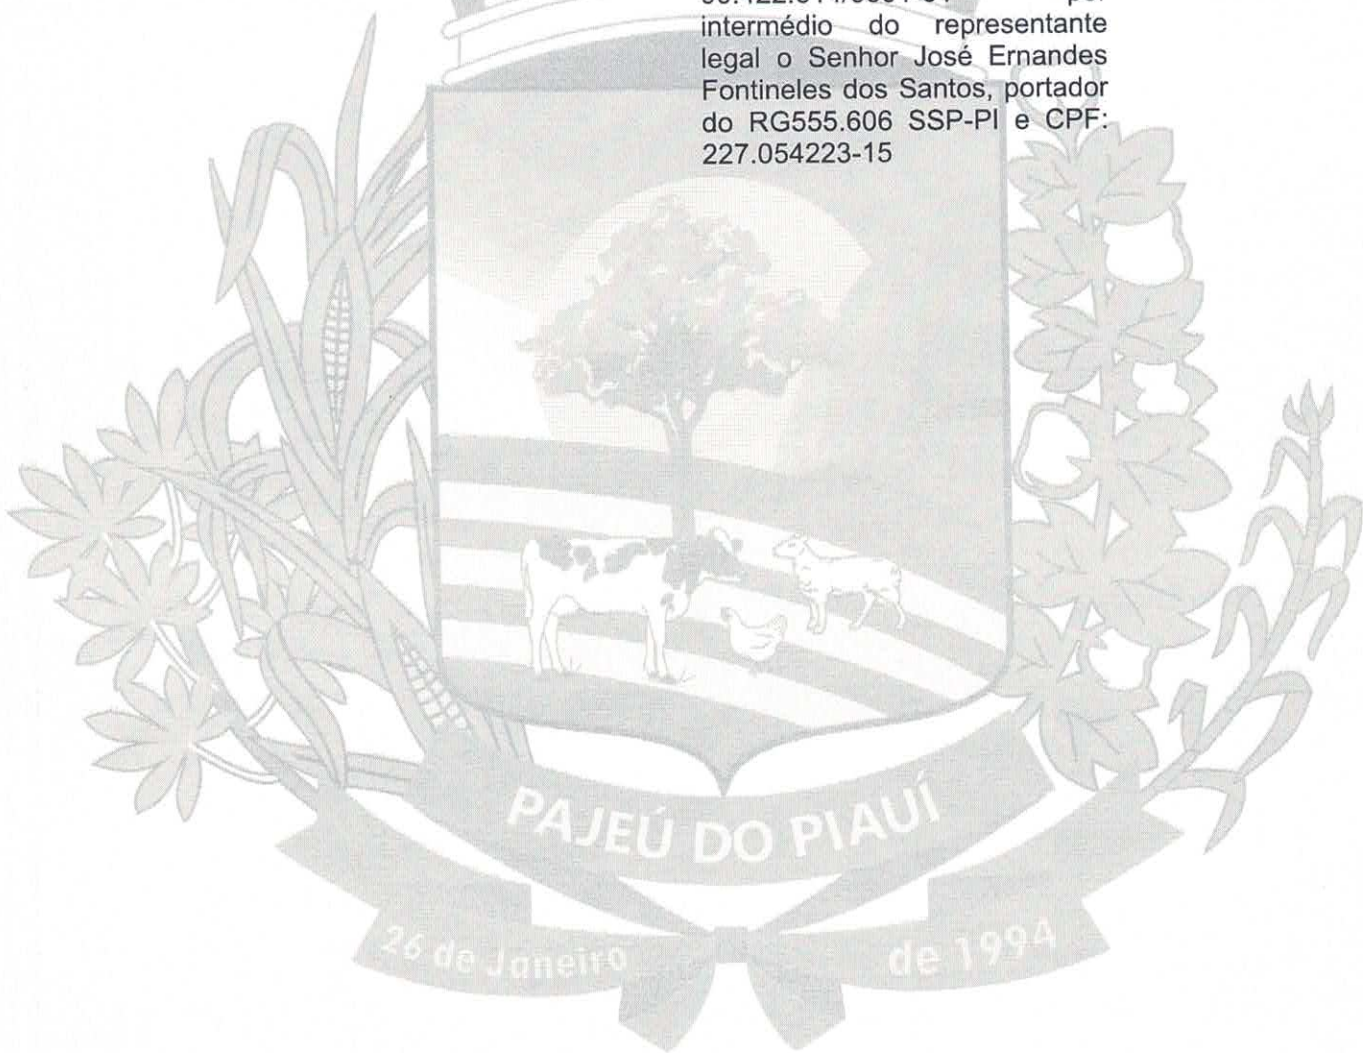 intermédio do representante
legal o Senhor José Ernandes
Fontineles dos Santos, portador
do RG555.606 SSP-PI e CPF:
227.054223-15
PAJEÚ DO PIAUÍ
26 de Janeiro de 1994